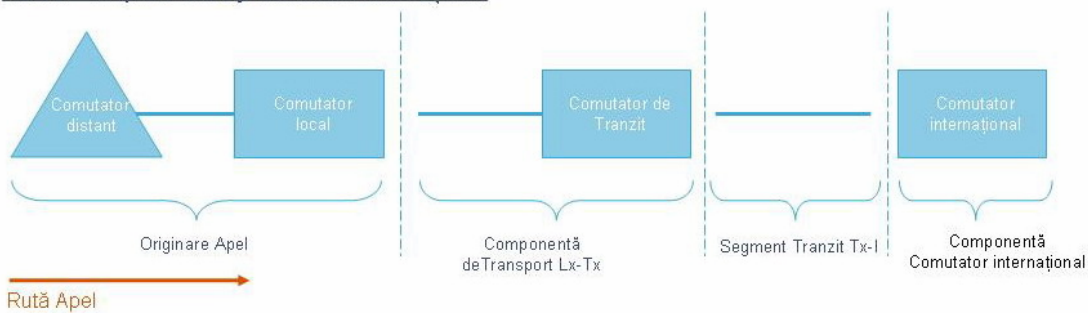 Comutator
distant
Comutator
local
Comutator de
Tranzit
Comutator
internațional
Originare Apel
Componentă
deTransport Lx-Tx
Segment Tranzit Tx-I
Componentă
Comutator internațional
Rută Apel